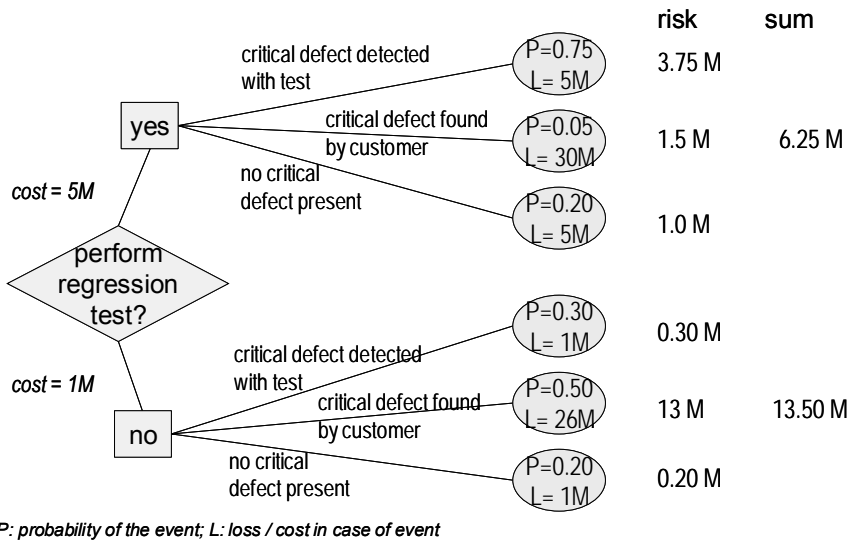 risk sum
critical defect detected
with test
P=0.75
L= 5M
3.75 M
yes
critical defect found
by customer
P=0.05
L= 30M
1.5 M 6.25 M
no critical
defect present
P=0.20
L= 5M
1.0 M
cost = 5M
perform
regression
test?
cost = 1M
critical defect detected
with test
P=0.30
L= 1M
0.30 M
no
critical defect found
by customer
P=0.50
L= 26M
13 M 13.50 M
no critical
defect present
P=0.20
L= 1M
0.20 M
P: probability of the event; L: loss / cost in case of event